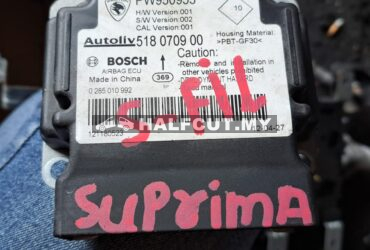 PW950953
H/W Version:001
S/W Version:002
CAL Version:001
10
Housing Material
>PBT-GF30<
Autoliv 518 0709 00
BOSCH
AIRBAG ECU
Made in China
369
Caution:
-Removal and installation in
other vehicles prohibited
0 285 010 992
S-FiL
HALFCUT.MY
SUPrimA